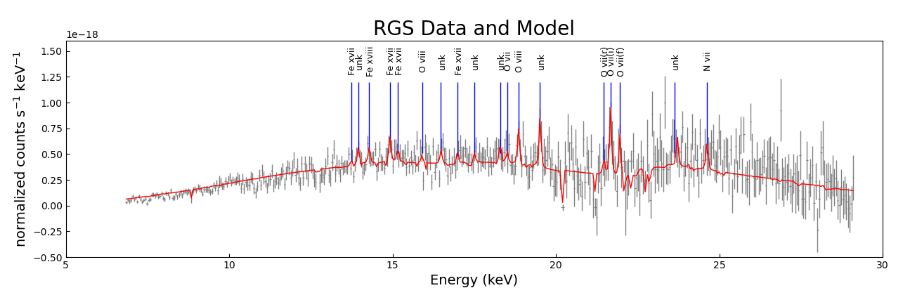 RGS Data and Model
1e−18
Fe xvii
unk
Fe xviii
Fe xvii
Fe xvii
O viii
unk
Fe xvii
unk
unk
O vii
O viii
unk
O vii(r)
O vii(i)
O vii(f)
unk
N vii
1.50
1.25
1.00
0.75
0.50
0.25
0.00
−0.25
−0.50
normalized counts s−1 keV−1
5
10
15
20
25
30
Energy (keV)